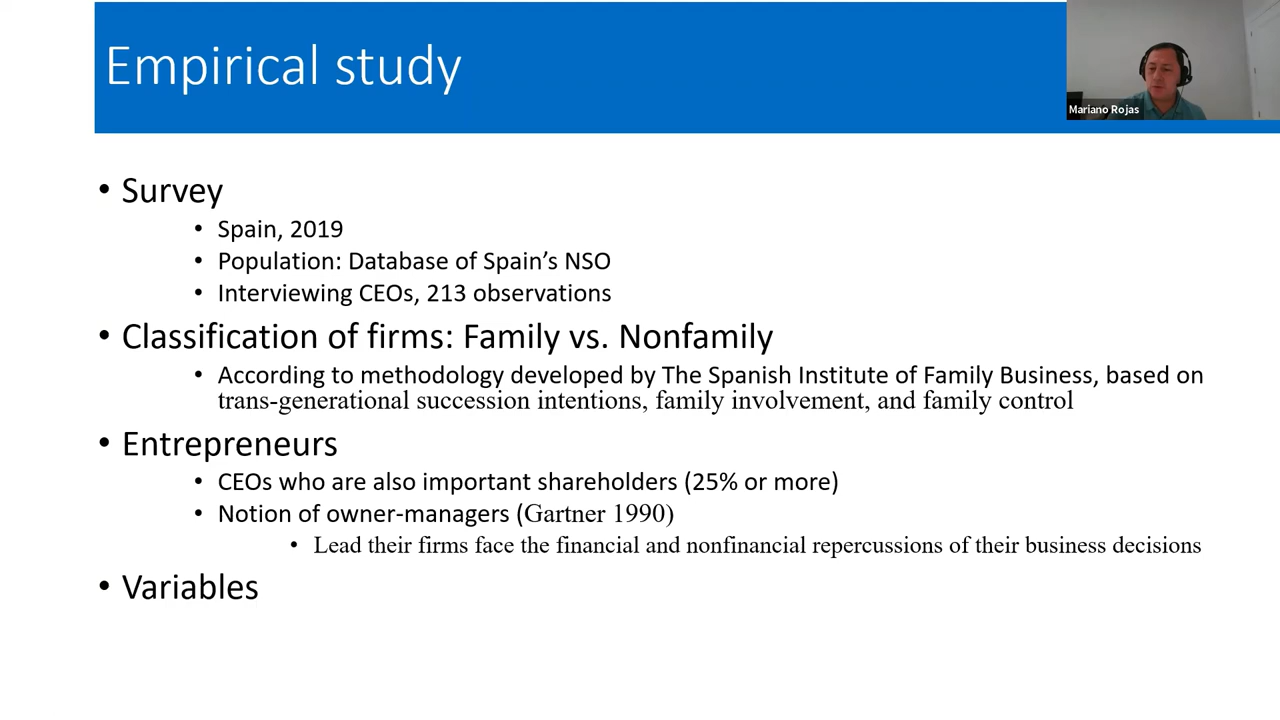 Empirical study
Mariano Rojas
• Survey
• Spain, 2019
• Population: Database of Spain’s NSO
• Interviewing CEOs, 213 observations
• Classification of firms: Family vs. Nonfamily
• According to methodology developed by The Spanish Institute of Family Business, based on
trans-generational succession intentions, family involvement, and family control
• Entrepreneurs
• CEOs who are also important shareholders (25% or more)
• Notion of owner-managers (Gartner 1990)
• Lead their firms face the financial and nonfinancial repercussions of their business decisions
• Variables